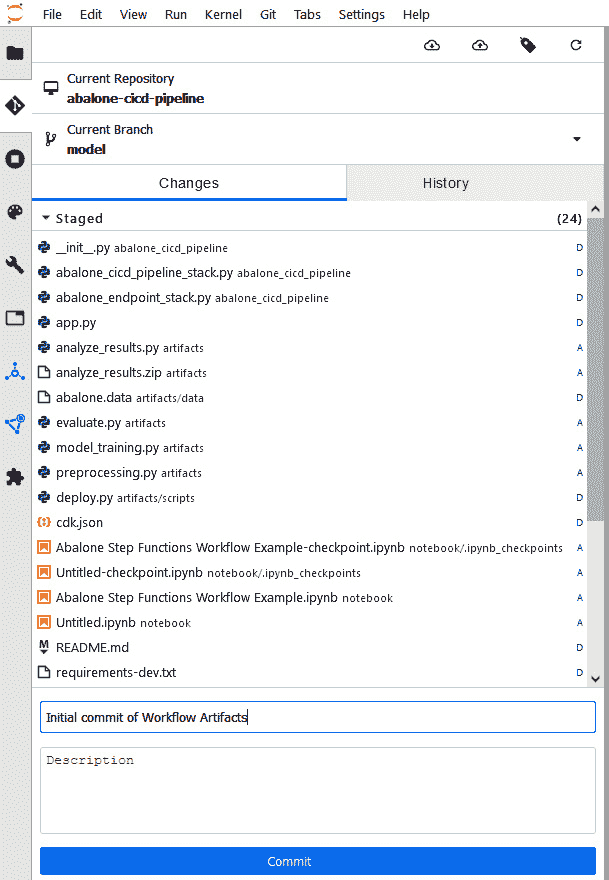 File Edit View Run Kernel Git Tabs Settings Help
Current Repository
abalone-cicd-pipeline
Current Branch
model
Changes History
Staged (24)
__init__.py abalone_cicd_pipeline D
abalone_cicd_pipeline_stack.py abalone_cicd_pipeline D
abalone_endpoint_stack.py abalone_cicd_pipeline D
app.py D
analyze_results.py artifacts A
analyze_results.zip artifacts A
abalone.data artifacts/data D
evaluate.py artifacts A
model_training.py artifacts A
preprocessing.py artifacts A
deploy.py artifacts/scripts D
cdk.json D
Abalone Step Functions Workflow Example-checkpoint.ipynb notebook/.ipynb_checkpoints A
Untitled-checkpoint.ipynb notebook/.ipynb_checkpoints A
Abalone Step Functions Workflow Example.ipynb notebook A
Untitled.ipynb notebook A
M README.md D
requirements-dev.txt D
Initial commit of Workflow Artifacts
Description
Commit